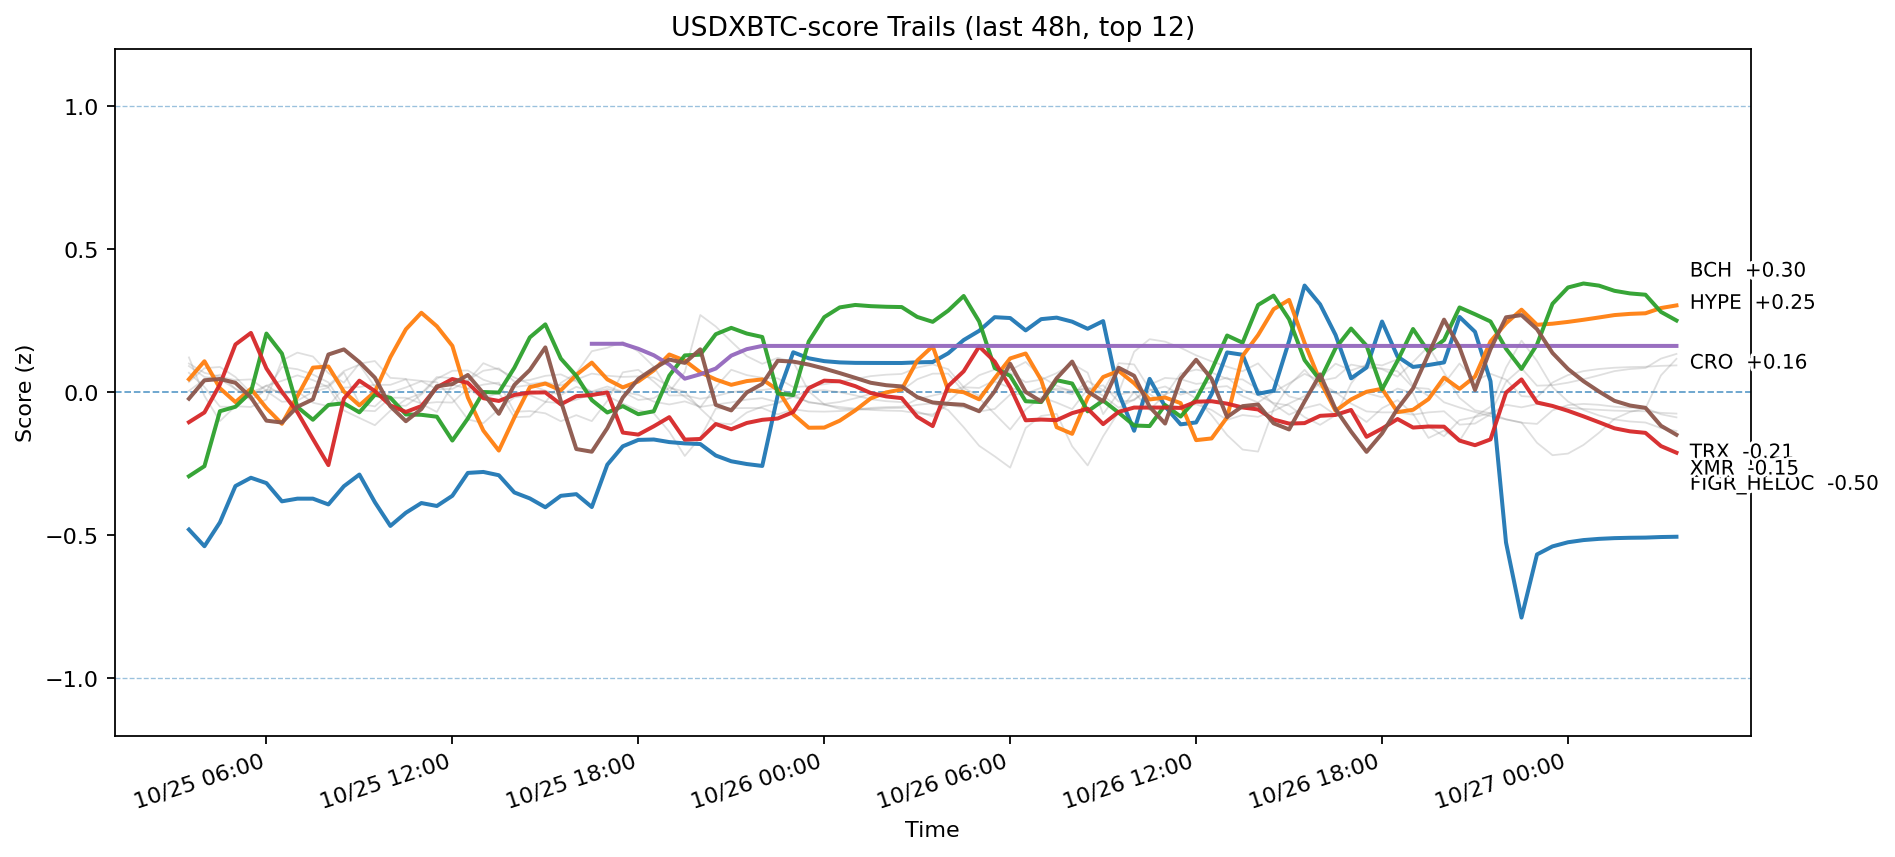 USDXBTC-score Trails (last 48h, top 12)
Score (z)
1.0
0.5
0.0
−0.5
−1.0
BCH +0.30
HYPE +0.25
CRO +0.16
TRX -0.21
XMR -0.15
FIGR_HELOC -0.50
10/25 06:00
10/25 12:00
10/25 18:00
10/26 00:00
10/26 06:00
10/26 12:00
10/26 18:00
10/27 00:00
Time